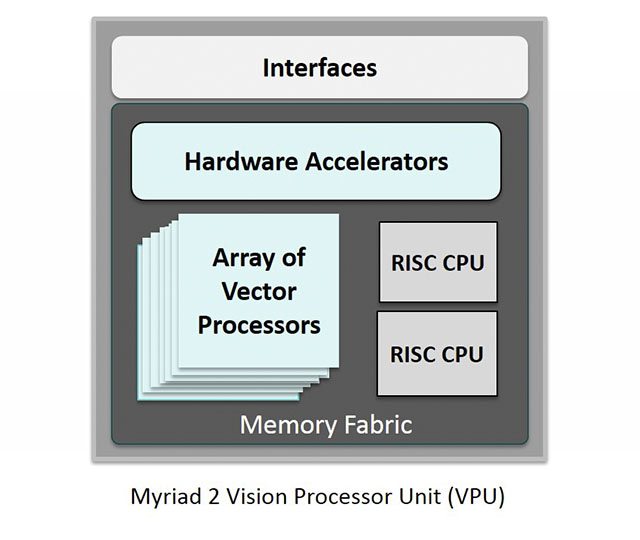 Interfaces
Hardware Accelerators
Array of
Vector
Processors
RISC CPU
RISC CPU
Memory Fabric
Myriad 2 Vision Processor Unit (VPU)